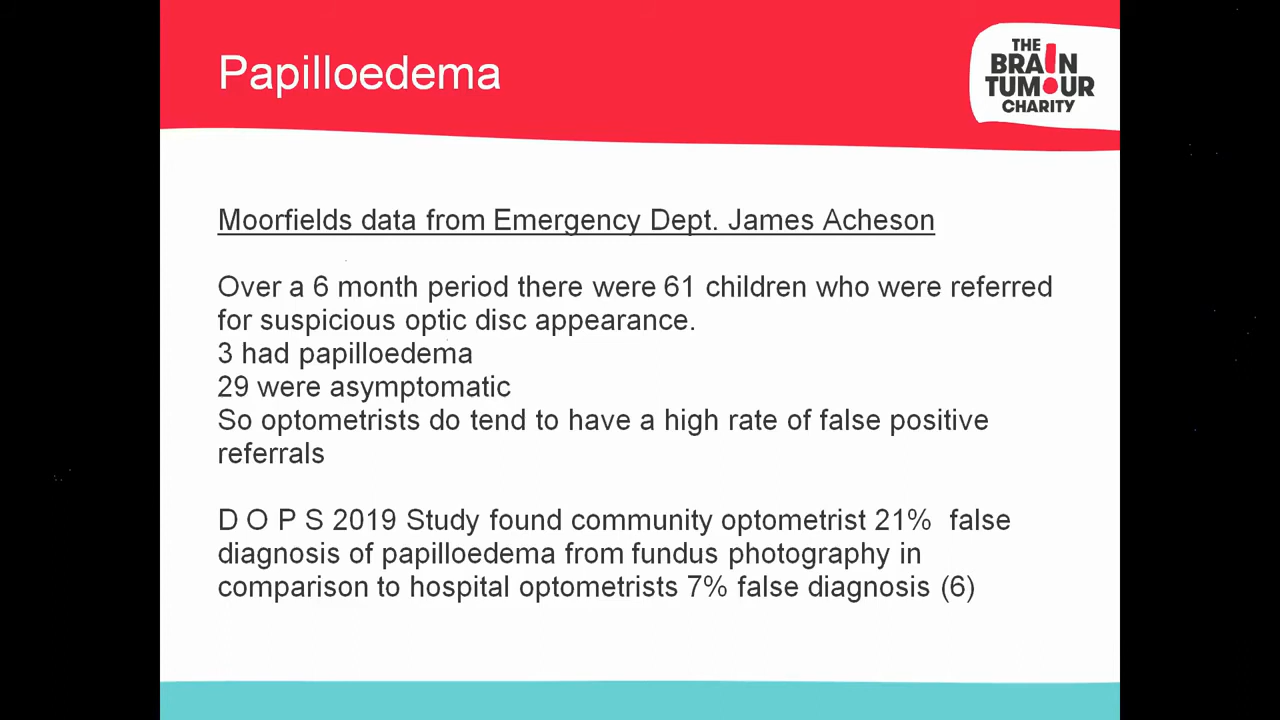 Papilloedema
THE
BRA!N
TUMOUR
CHARITY
Moorfields data from Emergency Dept. James Acheson
Over a 6 month period there were 61 children who were referred
for suspicious optic disc appearance.
3 had papilloedema
29 were asymptomatic
So optometrists do tend to have a high rate of false positive
referrals
D O P S 2019 Study found community optometrist 21%  false
diagnosis of papilloedema from fundus photography in
comparison to hospital optometrists 7% false diagnosis (6)